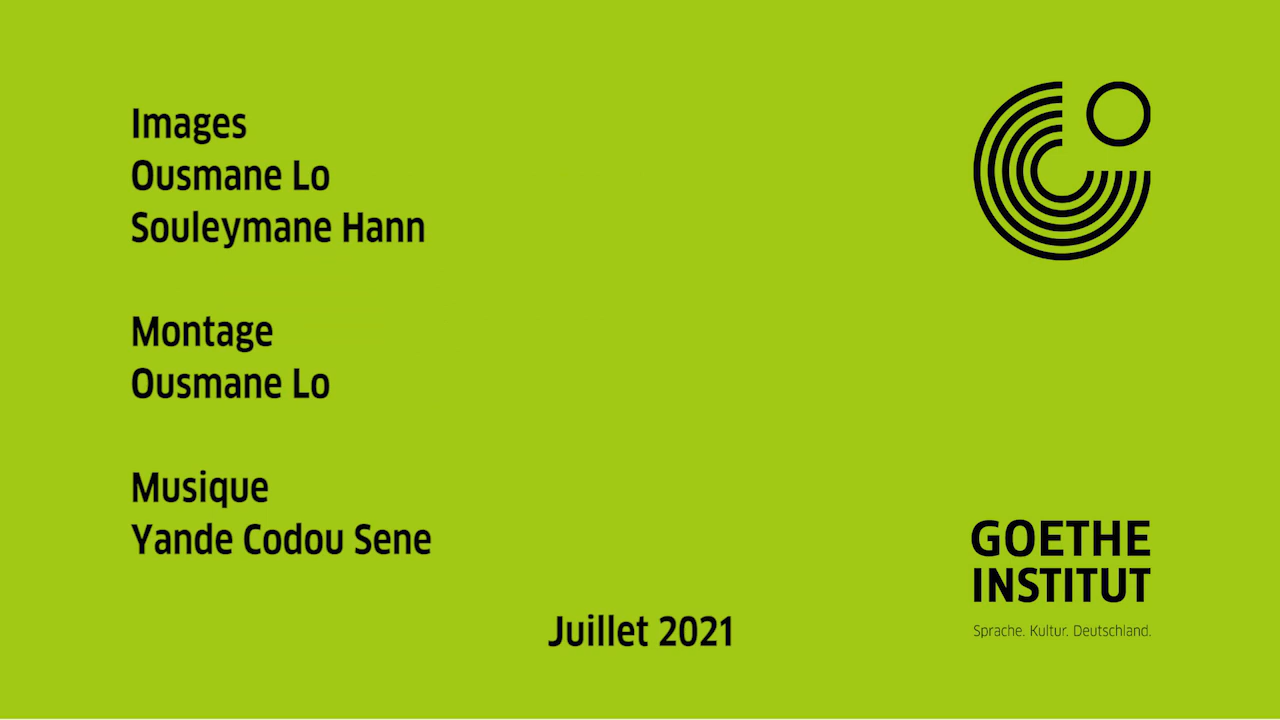 Images
Ousmane Lo
Souleymane Hann
Montage
Ousmane Lo
Musique
Yande Codou Sene
Juillet 2021
GOETHE
INSTITUT
Sprache. Kultur. Deutschland.